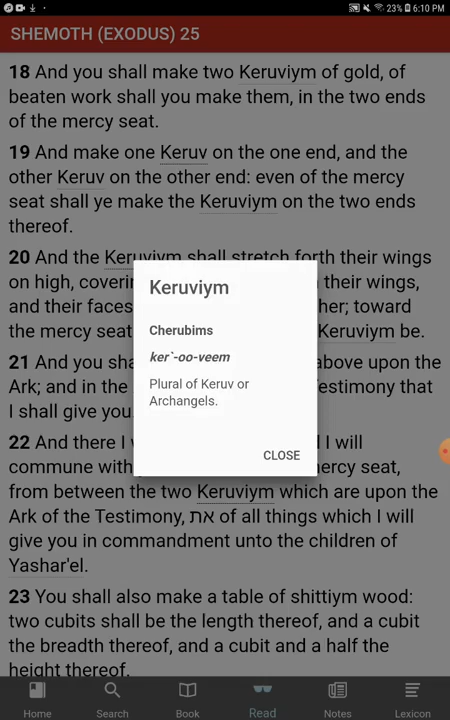 23% 6:10 PM
SHEMOTH (EXODUS) 25
18 And you shall make two Keruviym of gold, of
beaten work shall you make them, in the two ends
of the mercy seat.
19 And make one Keruv on the one end, and the
other Keruv on the other end: even of the mercy
seat shall ye make the Keruviym on the two ends
thereof.
20 And the Keruviym shall stretch forth their wings
on high, their wings,
and their faces toward
the mercy seat Keruviym be.
21 And you above upon the
Ark; and in the Testimony that
I shall give you
22 And there I I will
commune with
from between the two Keruviym which are upon the
Ark of the Testimony, את of all things which I will
give you in commandment unto the children of
Yashar'el.
23 You shall also make a table of shittiym wood:
two cubits shall be the length thereof, and a cubit
the breadth thereof, and a cubit and a half the
height thereof.
Keruviym
Cherubims
ker`-oo-veem
Plural of Keruv or
Archangels.
CLOSE
Home Search Book Read Notes Lexicon